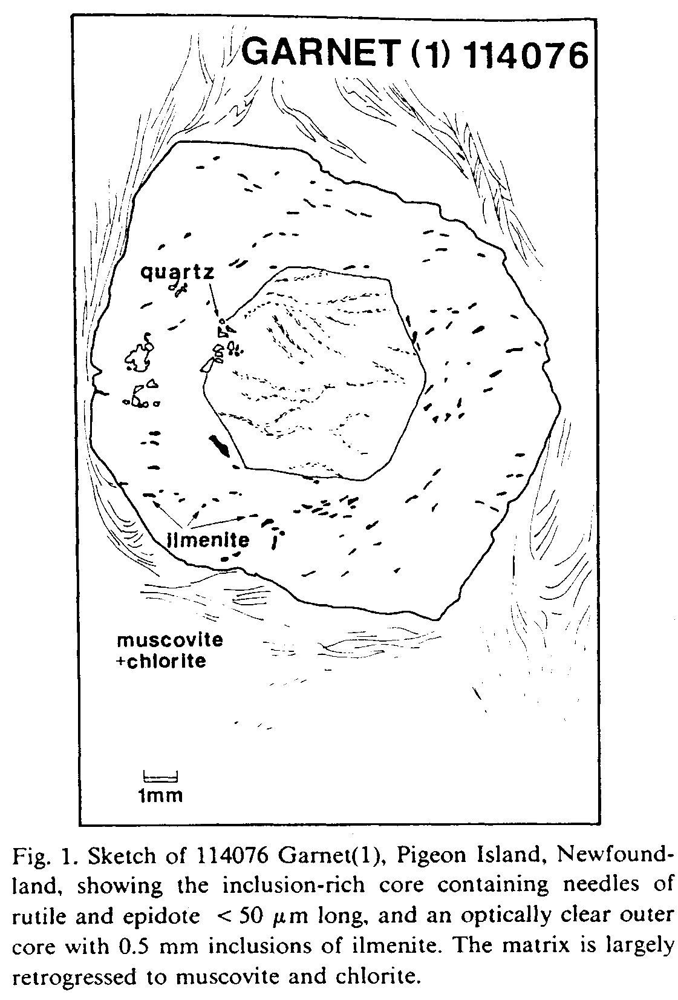 GARNET (1) 114076
quartz
ilmenite
muscovite
+chlorite
1mm
Fig. 1. Sketch of 114076 Garnet(1), Pigeon Island, Newfound-
land, showing the inclusion-rich core containing needles of
rutile and epidote < 50 μm long, and an optically clear outer
core with 0.5 mm inclusions of ilmenite. The matrix is largely
retrogressed to muscovite and chlorite.